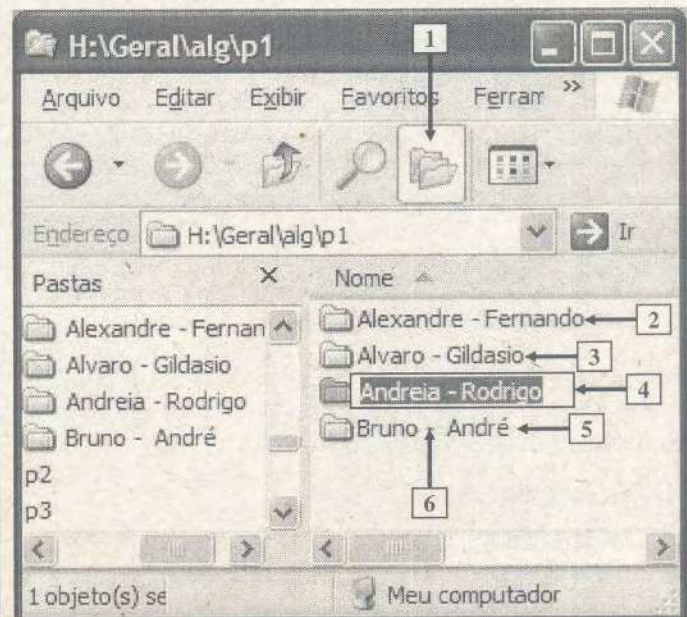 H:\Geral\alg\p1
1
Arquivo Editar Exibir Favoritos Ferram »
Endereço H:\Geral\alg\p1 Ir
Pastas X Nome
Alexandre - Fernan
Alvaro - Gildasio
Andreia - Rodrigo
Bruno - André
p2
p3
Alexandre - Fernando 2
Alvaro - Gildasio 3
Andreia - Rodrigo 4
Bruno - André 5
6
1 objeto(s) se Meu computador